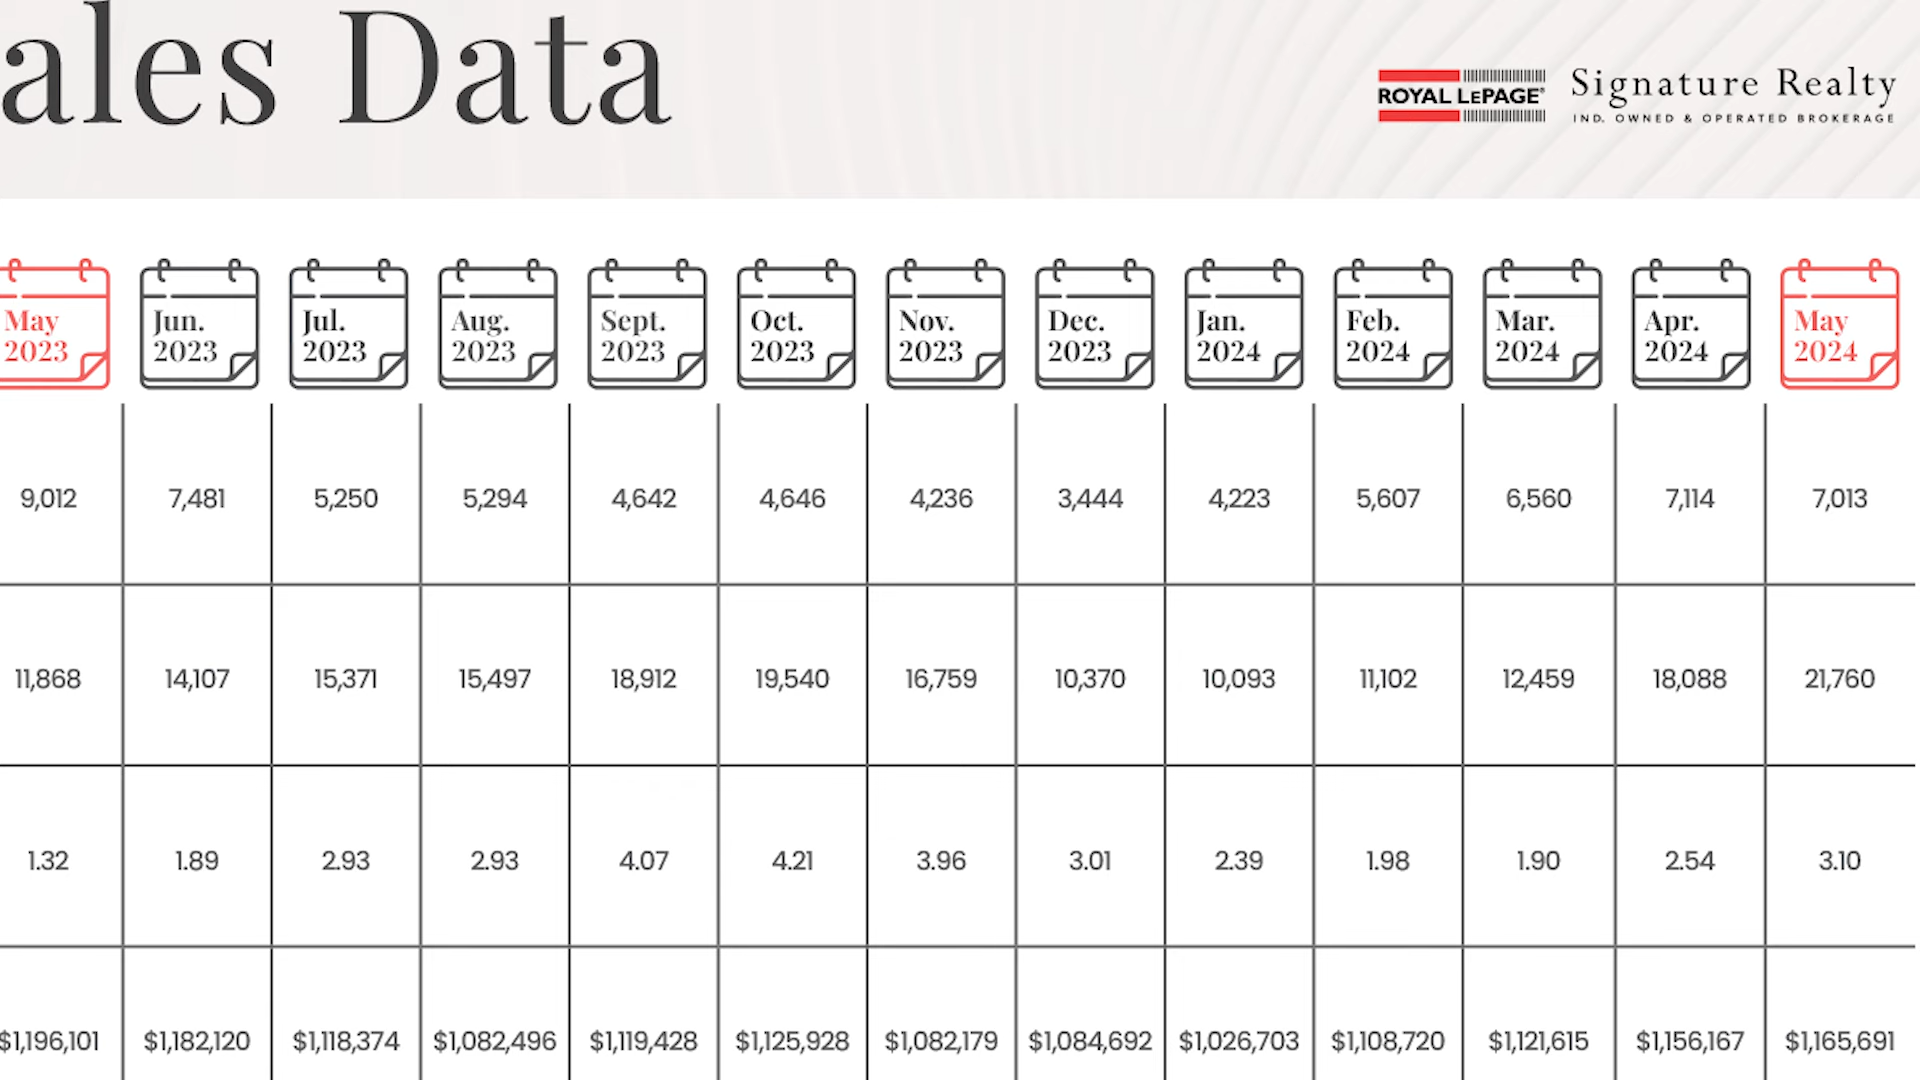 ales Data
ROYAL LEPAGE®
Signature Realty
IND. OWNED & OPERATED BROKERAGE
May 2023 Jun. 2023 Jul. 2023 Aug. 2023 Sept. 2023 Oct. 2023 Nov. 2023 Dec. 2023 Jan. 2024 Feb. 2024 Mar. 2024 Apr. 2024 May 2024
9,012 7,481 5,250 5,294 4,642 4,646 4,236 3,444 4,223 5,607 6,560 7,114 7,013
11,868 14,107 15,371 15,497 18,912 19,540 16,759 10,370 10,093 11,102 12,459 18,088 21,760
1.32 1.89 2.93 2.93 4.07 4.21 3.96 3.01 2.39 1.98 1.90 2.54 3.10
$1,196,101 $1,182,120 $1,118,374 $1,082,496 $1,119,428 $1,125,928 $1,082,179 $1,084,692 $1,026,703 $1,108,720 $1,121,615 $1,156,167 $1,165,691